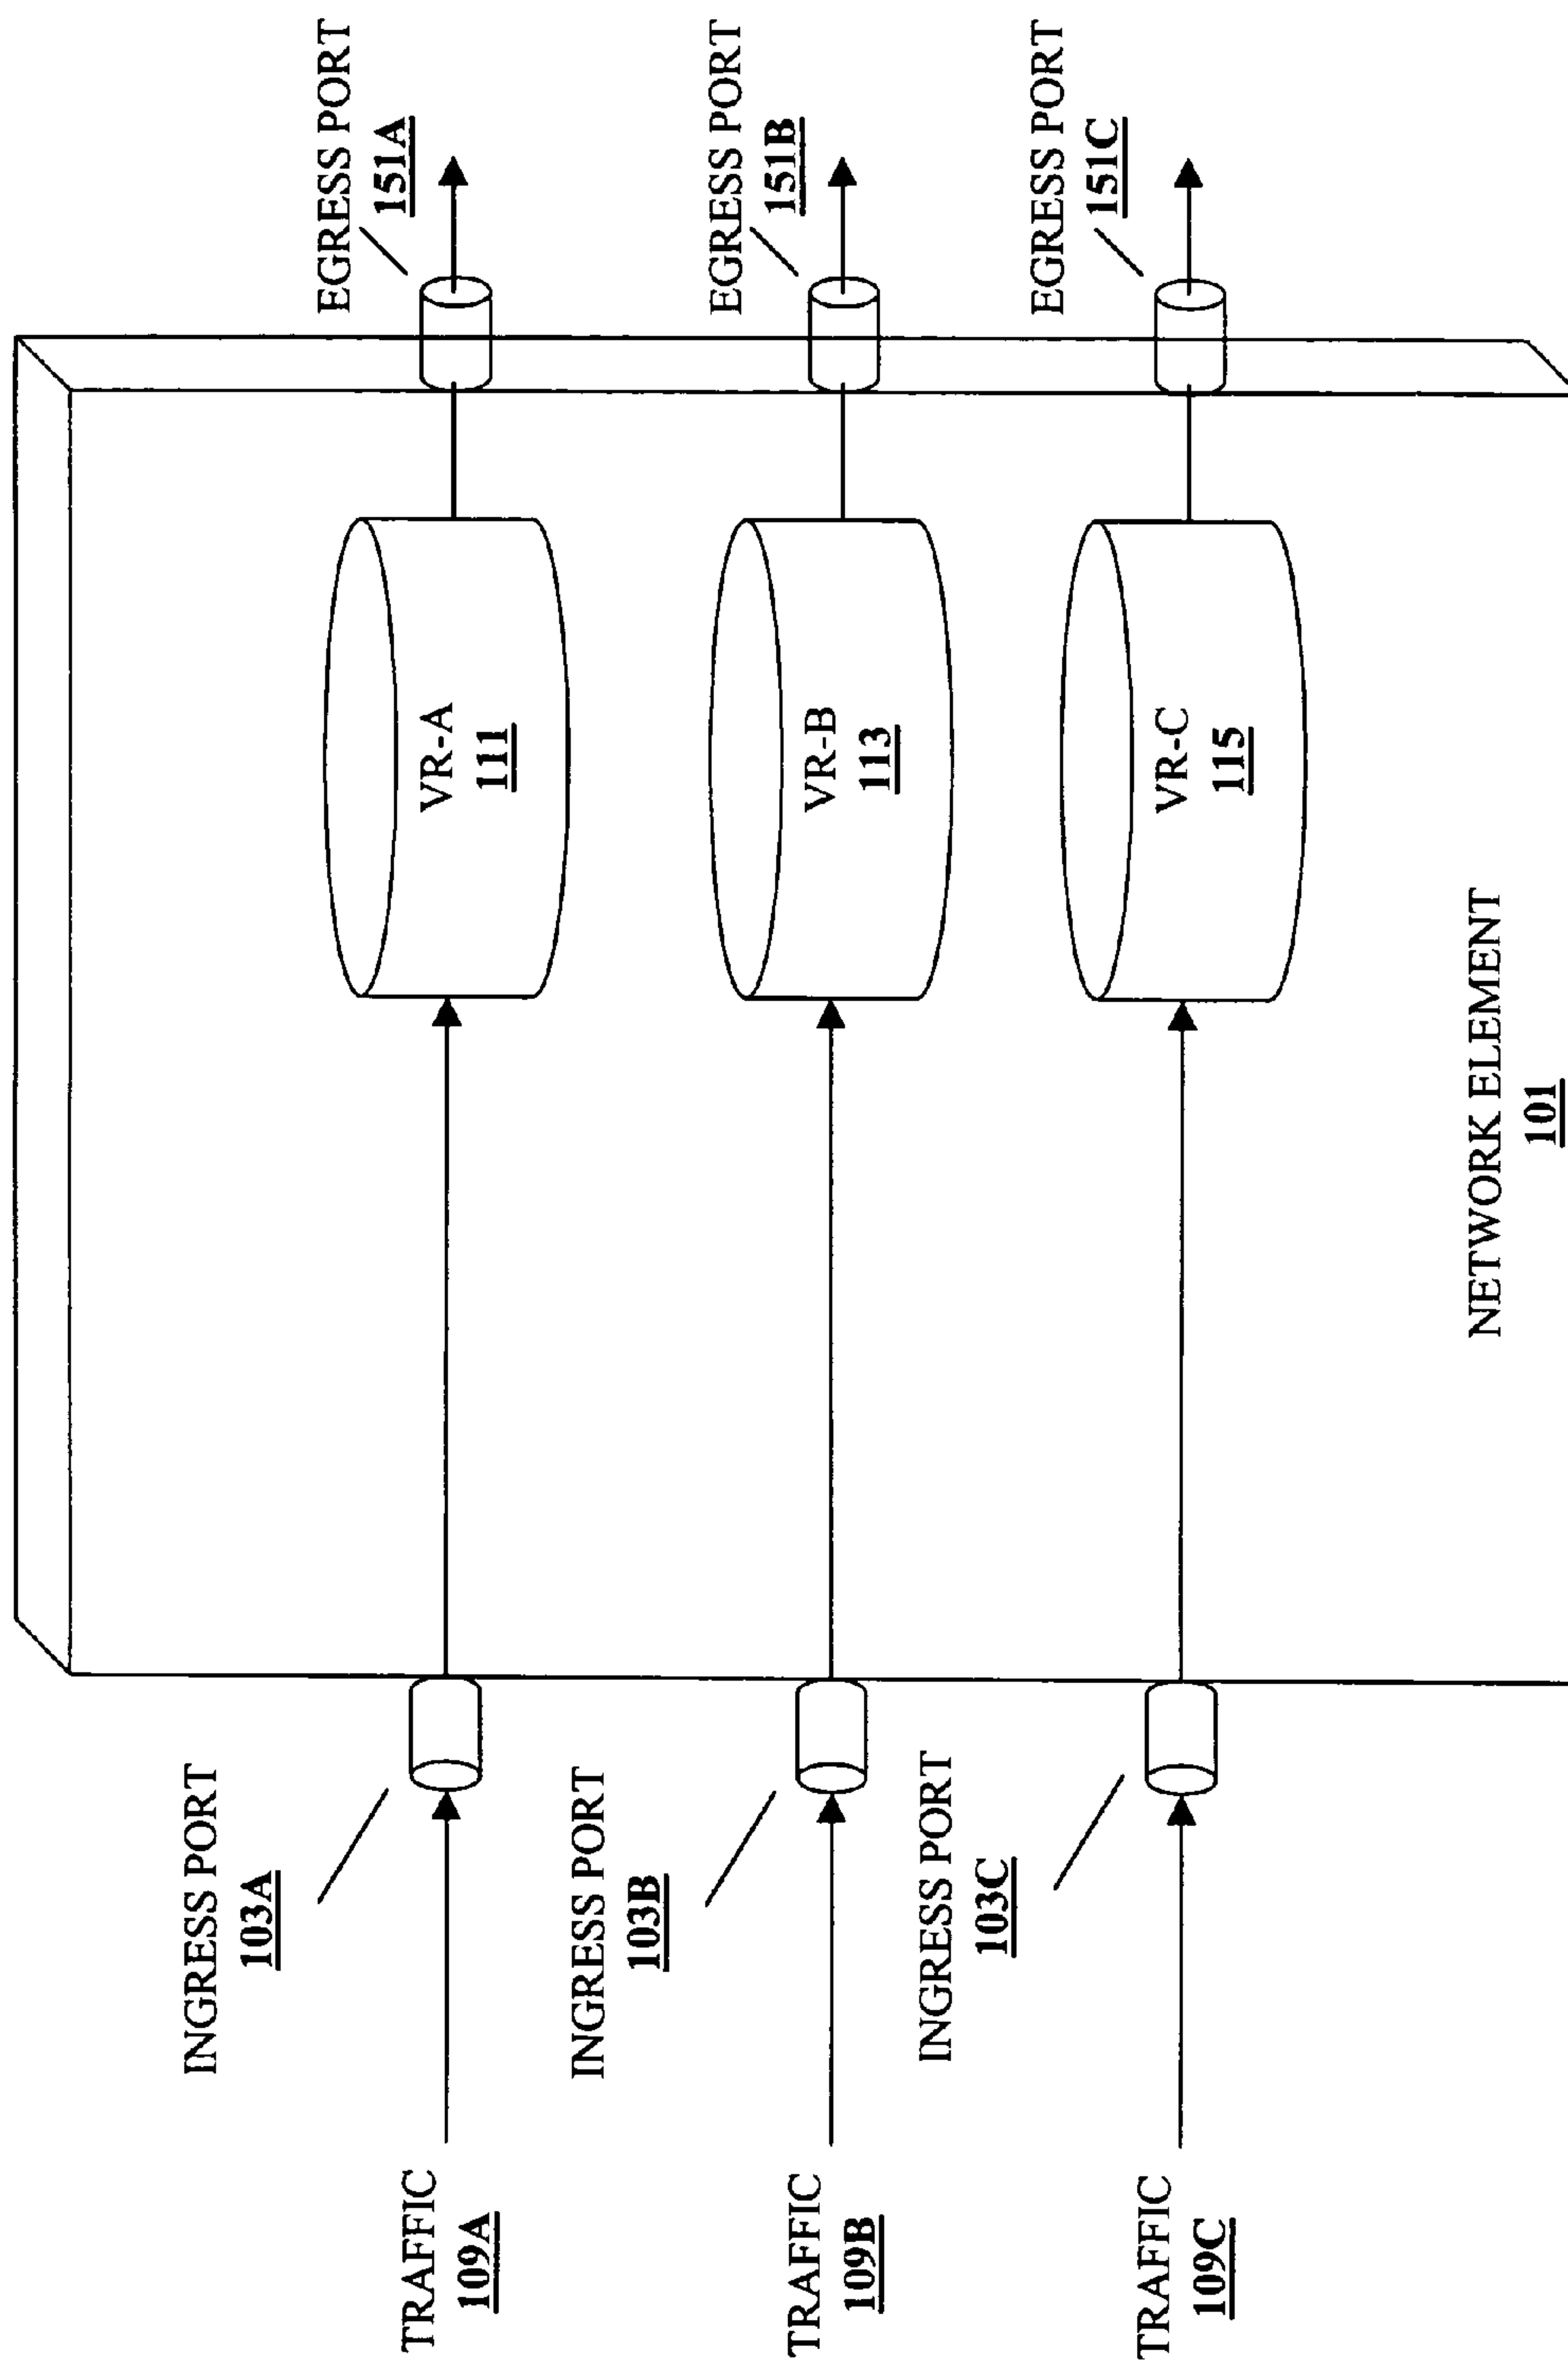 EGRESS PORT
151A
INGRESS PORT
103A
VR-A
111
TRAFFIC
109A
EGRESS PORT
151B
INGRESS PORT
103B
VR-B
113
TRAFFIC
109B
EGRESS PORT
151C
INGRESS PORT
103C
VR-C
115
TRAFFIC
109C
NETWORK ELEMENT
101